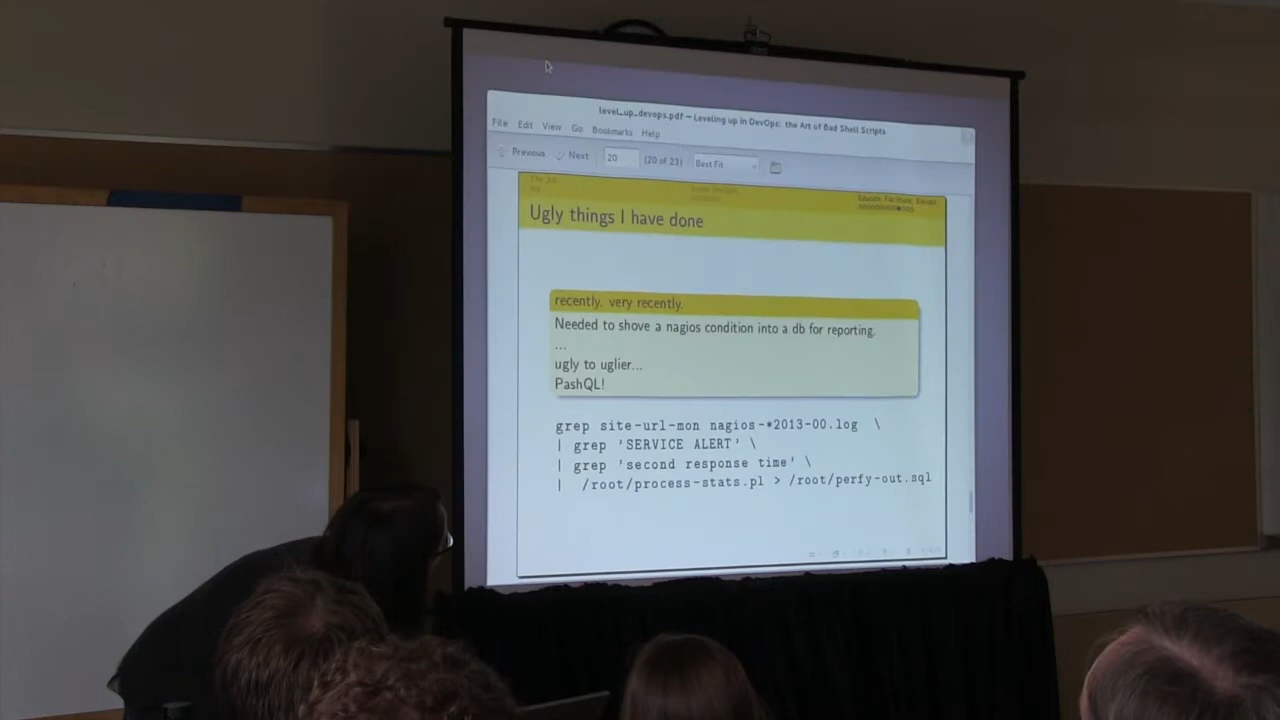 level_up_devops.pdf — Leveling up in DevOps: the Art of Bad Shell Scripts
File Edit View Go Bookmarks Help
Previous Next 20 (20 of 23) Best Fit
Educate, Facilitate, Escape
Ugly things I have done
recently. very recently.
Needed to shove a nagios condition into a db for reporting.
...
ugly to uglier...
PashQL!
grep site-url-mon nagios-*2013-00.log \
| grep 'SERVICE ALERT' \
| grep 'second response time' \
| /root/process-stats.pl > /root/perfy-out.sql